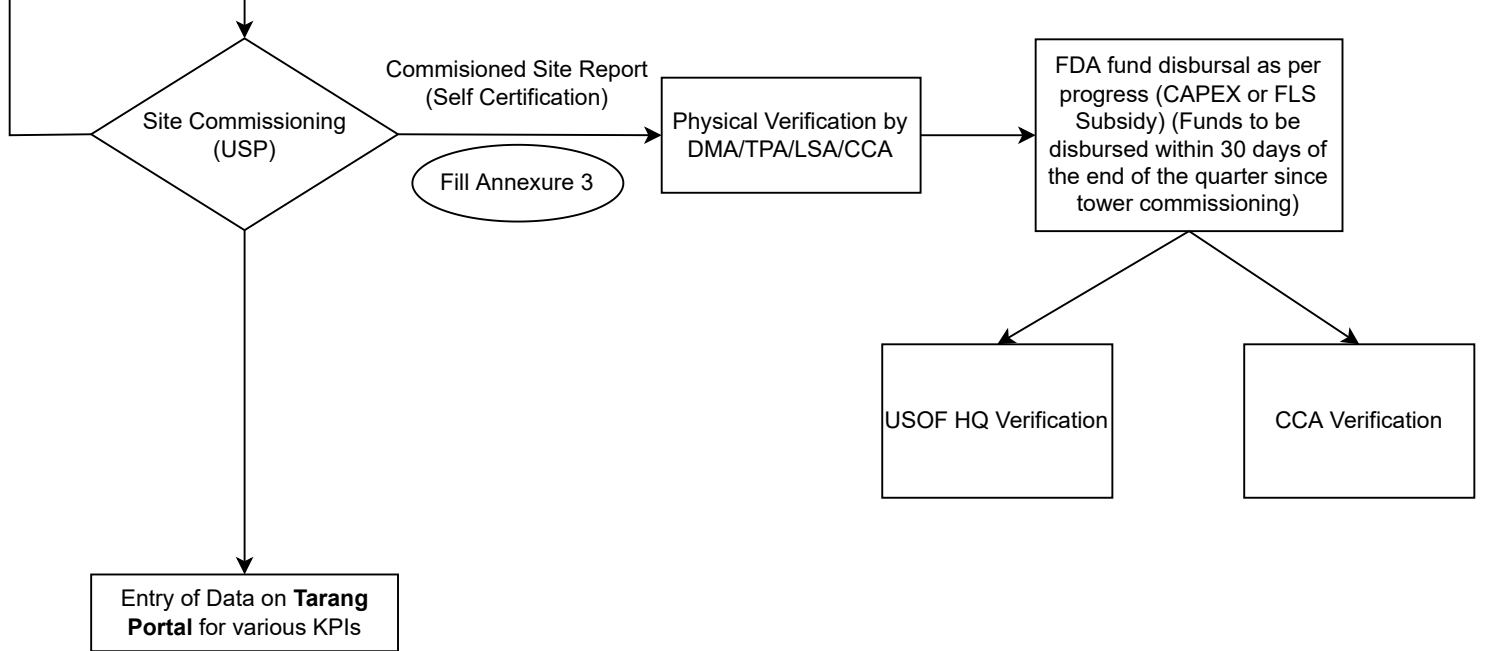 Site Commissioning
(USP)
Commisioned Site Report
(Self Certification)
Fill Annexure 3
Physical Verification by
DMA/TPA/LSA/CCA
FDA fund disbursal as per
progress (CAPEX or FLS
Subsidy) (Funds to be
disbursed within 30 days of
the end of the quarter since
tower commissioning)
USOF HQ Verification
CCA Verification
Entry of Data on Tarang
Portal for various KPIs